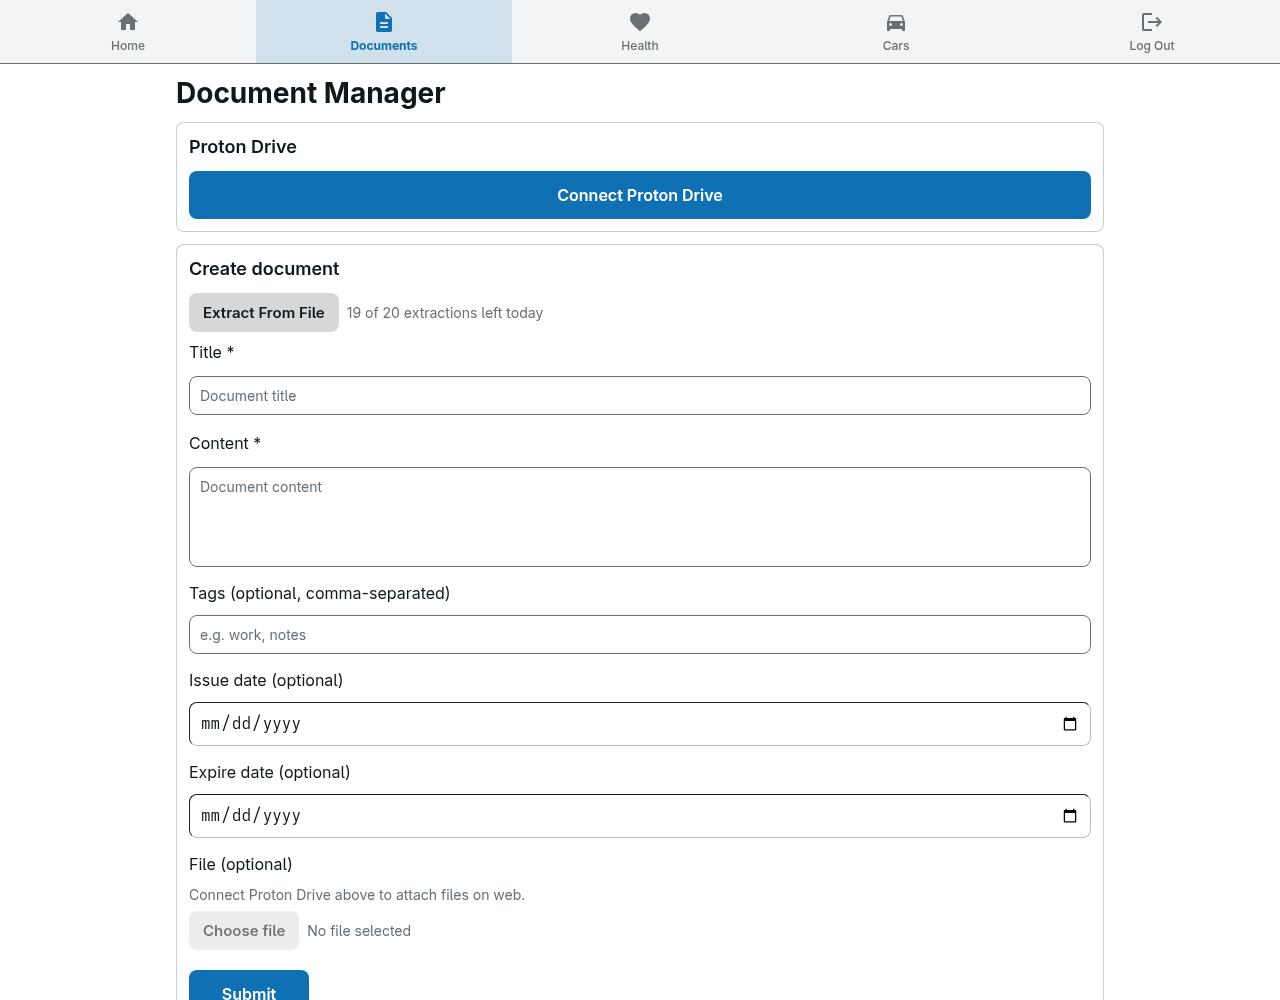 Home
Documents
Health
Cars
Log Out
Document Manager
Proton Drive
Connect Proton Drive
Create document
Extract From File
19 of 20 extractions left today
Title *
Document title
Content *
Document content
Tags (optional, comma-separated)
e.g. work, notes
Issue date (optional)
mm/dd/yyyy
Expire date (optional)
mm/dd/yyyy
File (optional)
Connect Proton Drive above to attach files on web.
Choose file
No file selected
Submit